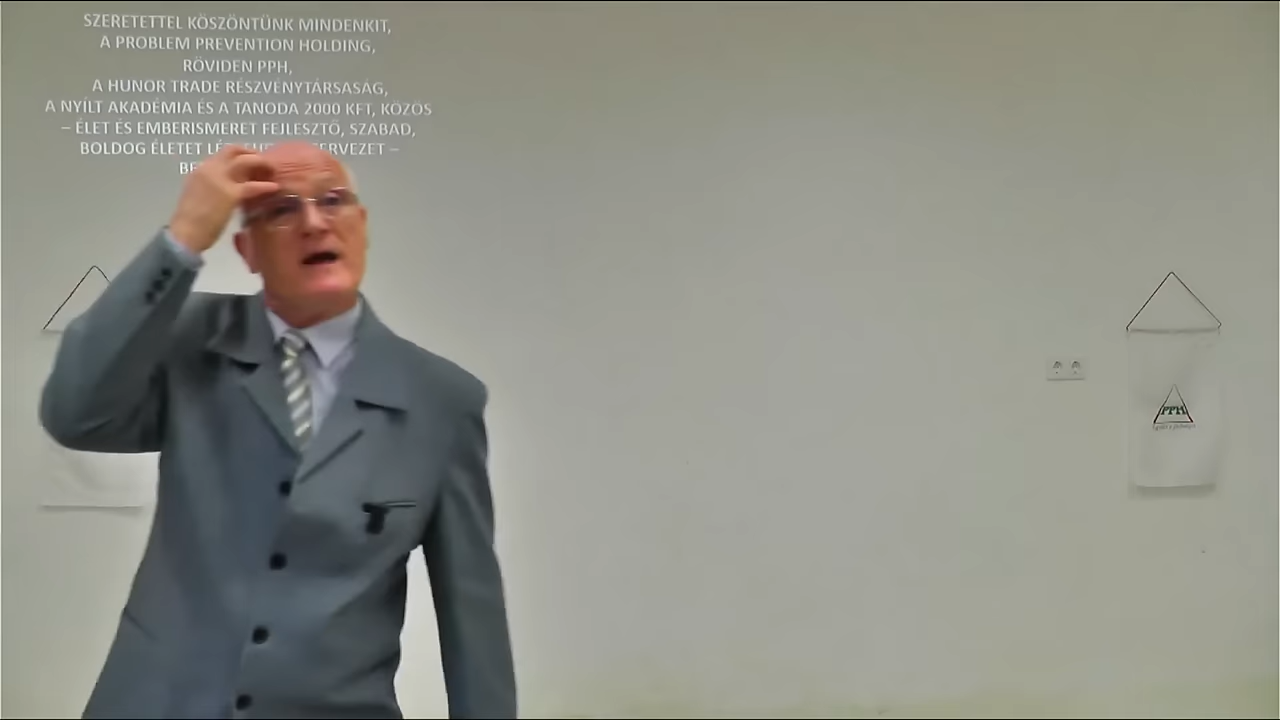 SZERETETTEL KÖSZÖNTÜNK MINDENKIT,
A PROBLEM PREVENTION HOLDING,
RÖVIDEN PPH,
A HUNOR TRADE RÉSZVÉNYTÁRSASÁG,
A NYÍLT AKADÉMIA ÉS A TANODA 2000 KFT, KÖZÖS
– ÉLET ÉS EMBERISMERET FEJLESZTŐ, SZABAD,
BOLDOG ÉLETET –
PPH